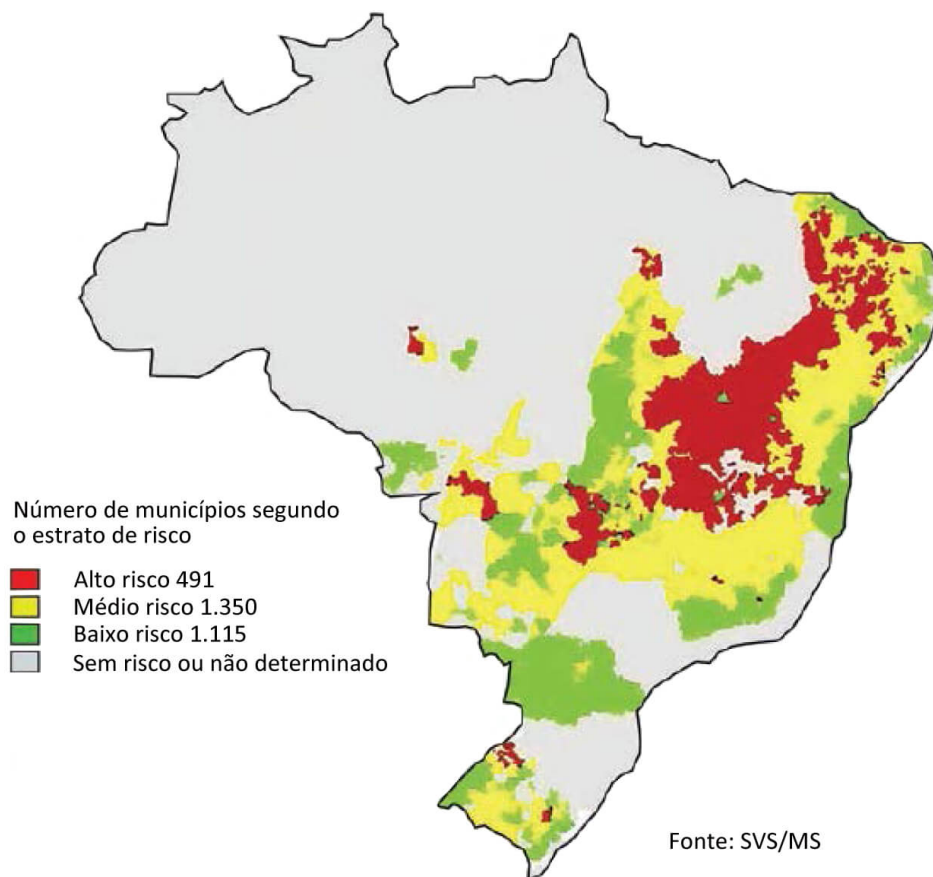 Número de municípios segundo
o estrato de risco
Alto risco 491
Médio risco 1.350
Baixo risco 1.115
Sem risco ou não determinado
Fonte: SVS/MS